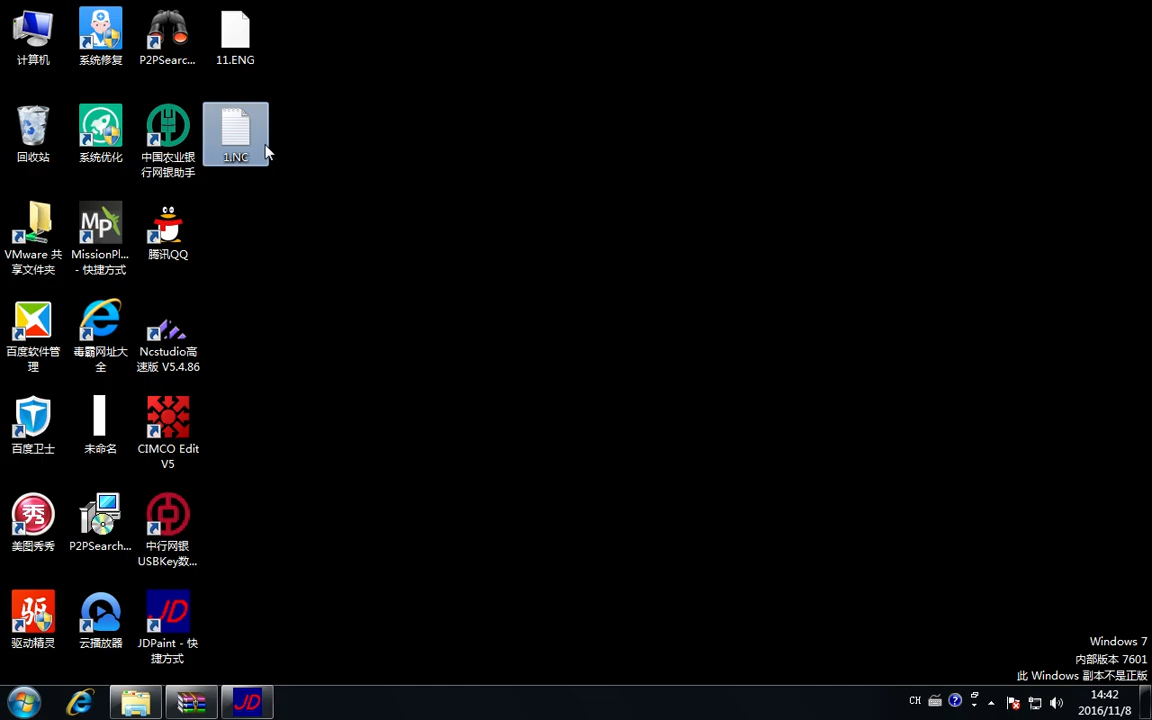 计算机
系统修复
P2PSearc...
11.ENG
回收站
系统优化
中国农业银
行网银助手
1.NC
VMware 共
享文件夹
Mp
MissionPl...
- 快捷方式
腾讯QQ
百度软件管
理
毒霸网址大
全
Ncstudio高
速版 V5.4.86
百度卫士
未命名
CIMCO Edit
V5
秀
美图秀秀
P2PSearch...
中行网银
USBKey数...
驱
驱动精灵
云播放器
JD
JDPaint - 快
捷方式
Windows 7
内部版本 7601
此 Windows 副本不是正版
JD
CH
14:42
2016/11/8